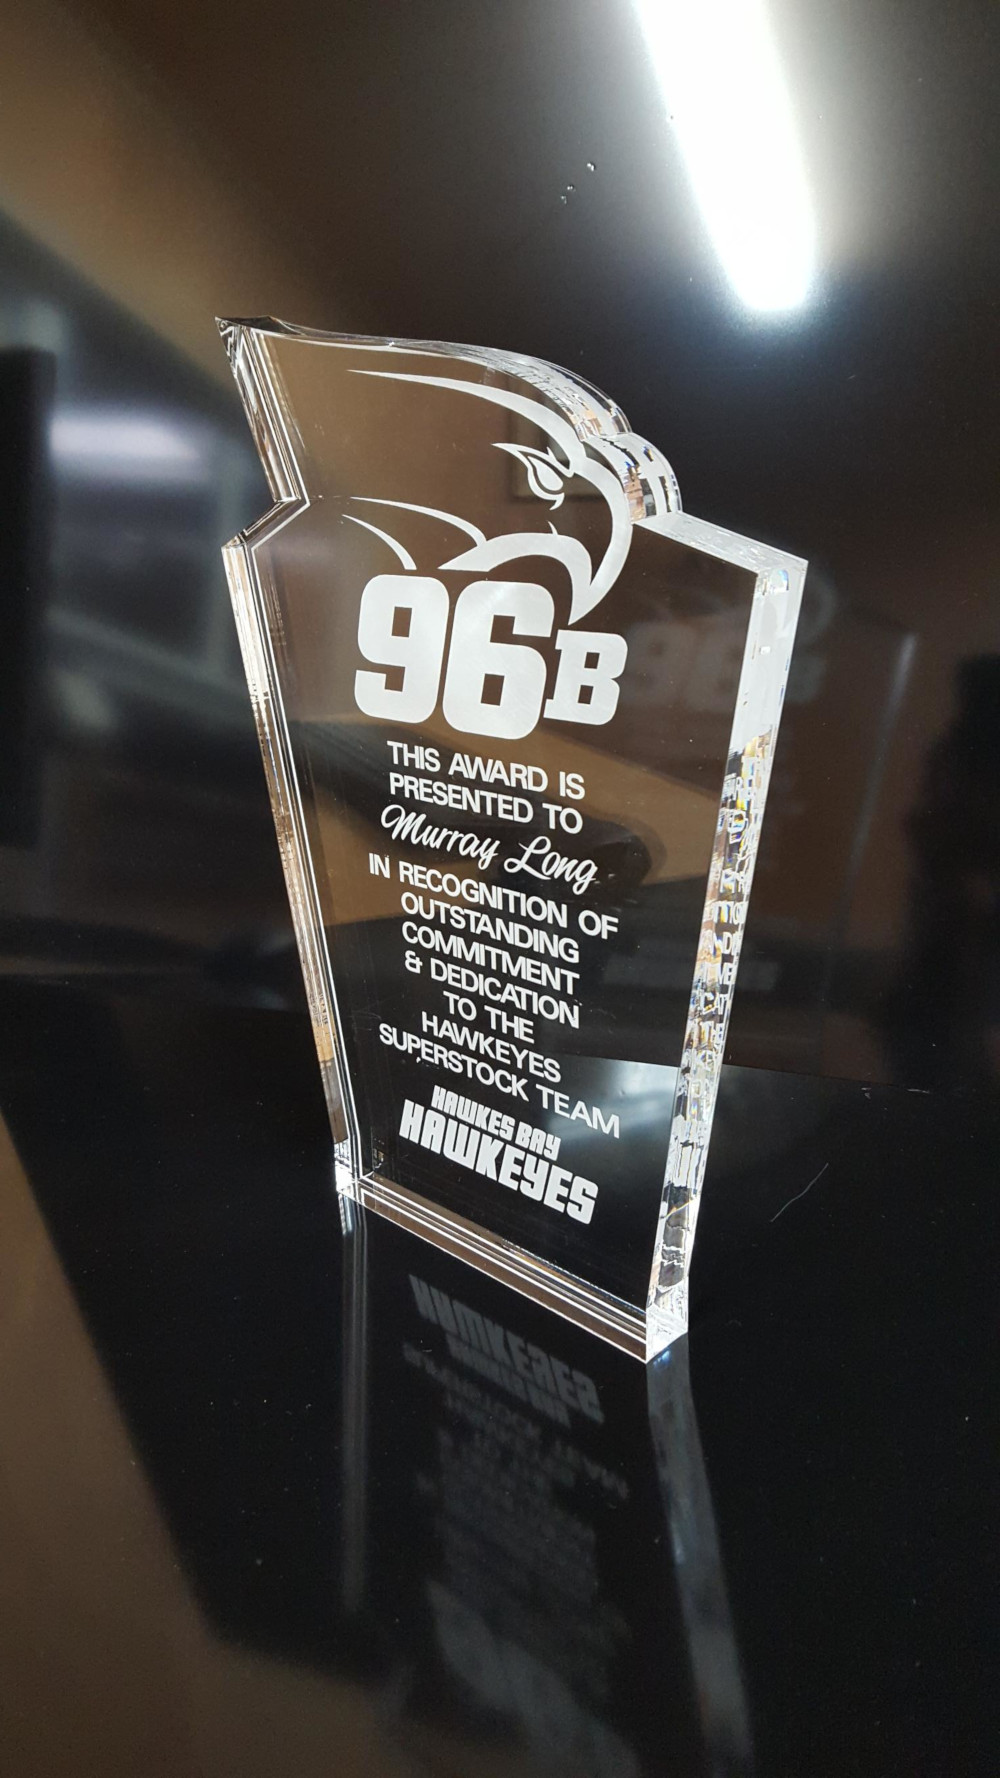 96B
THIS AWARD IS
PRESENTED TO
Murray Long
IN RECOGNITION OF
OUTSTANDING
COMMITMENT
& DEDICATION
TO THE
HAWKEYES
SUPERSTOCK TEAM
HAWKES BAY
HAWKEYES